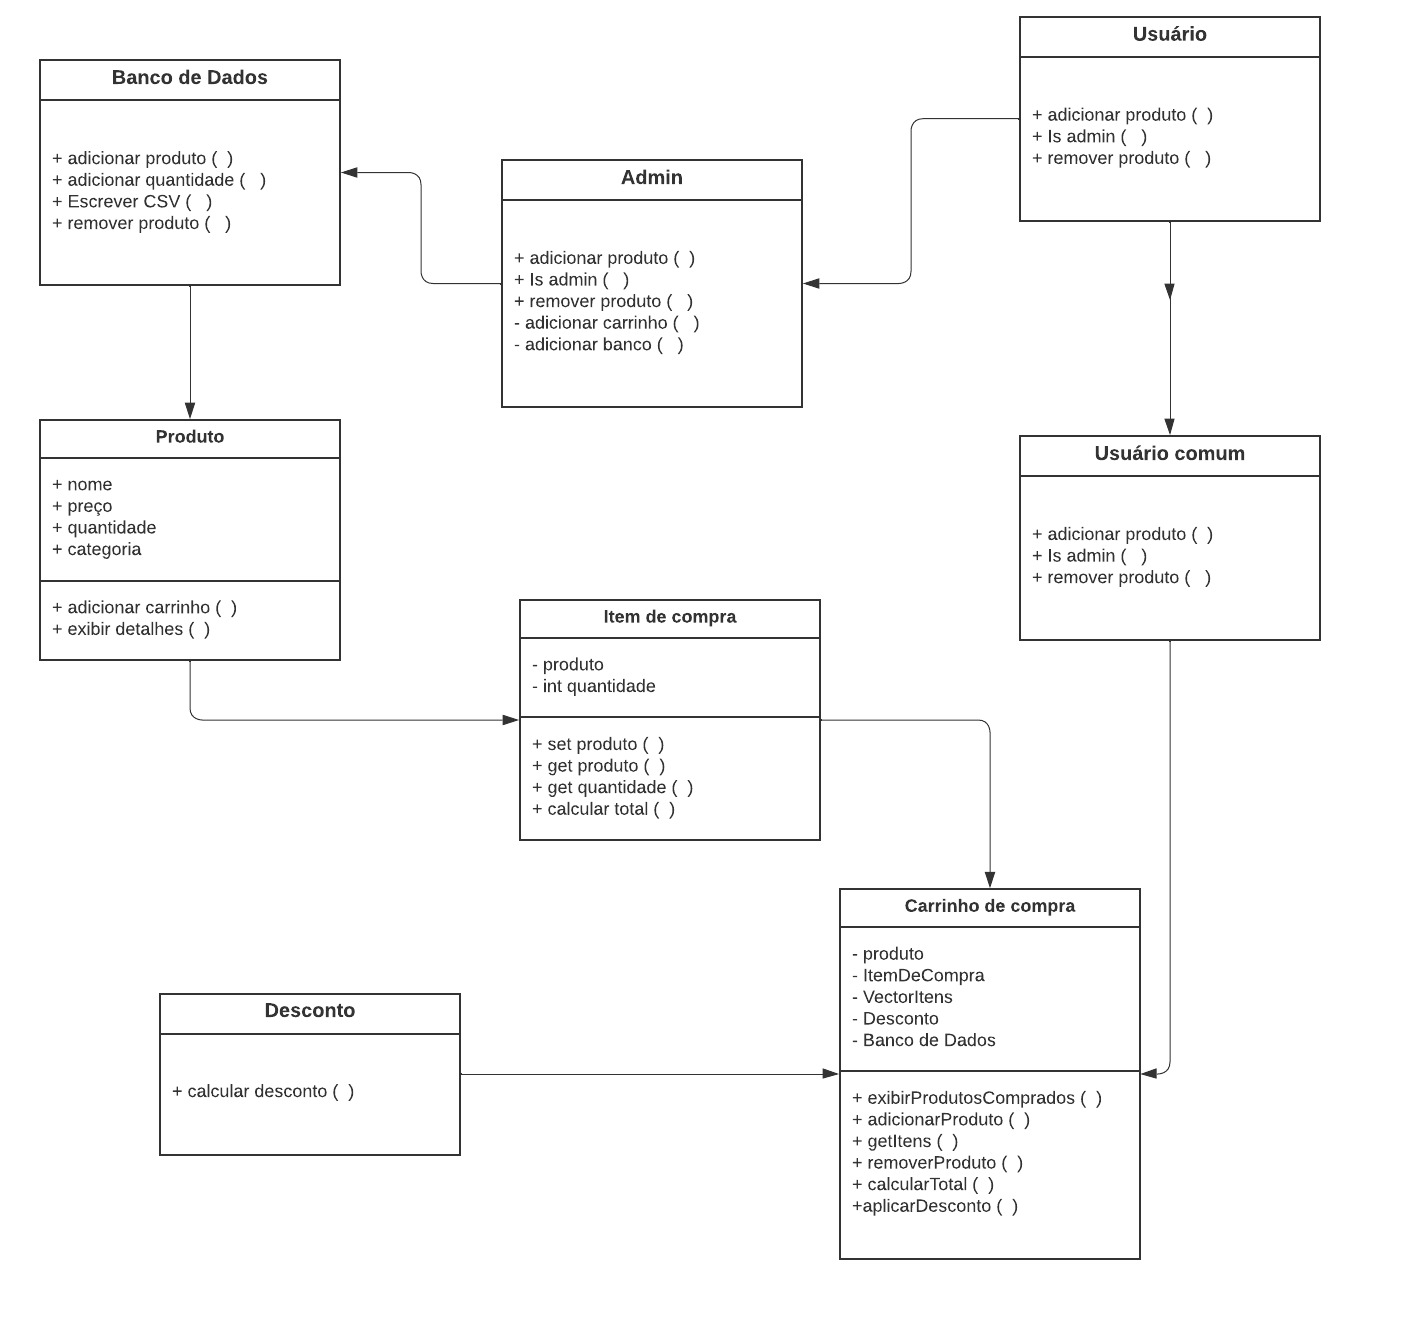 Usuário
+ adicionar produto (  )
+ Is admin (   )
+ remover produto (   )
Banco de Dados
+ adicionar produto (  )
+ adicionar quantidade (   )
+ Escrever CSV (   )
+ remover produto (   )
Admin
+ adicionar produto (  )
+ Is admin (   )
+ remover produto (   )
- adicionar carrinho (   )
- adicionar banco (   )
Produto
+ nome
+ preço
+ quantidade
+ categoria
+ adicionar carrinho (  )
+ exibir detalhes (  )
Usuário comum
+ adicionar produto (  )
+ Is admin (   )
+ remover produto (   )
Item de compra
- produto
- int quantidade
+ set produto (  )
+ get produto (  )
+ get quantidade (  )
+ calcular total (  )
Carrinho de compra
- produto
- ItemDeCompra
- VectorItens
- Desconto
- Banco de Dados
+ exibirProdutosComprados (  )
+ adicionarProduto (  )
+ getItens (  )
+ removerProduto (  )
+ calcularTotal (  )
+aplicarDesconto (  )
Desconto
+ calcular desconto (  )